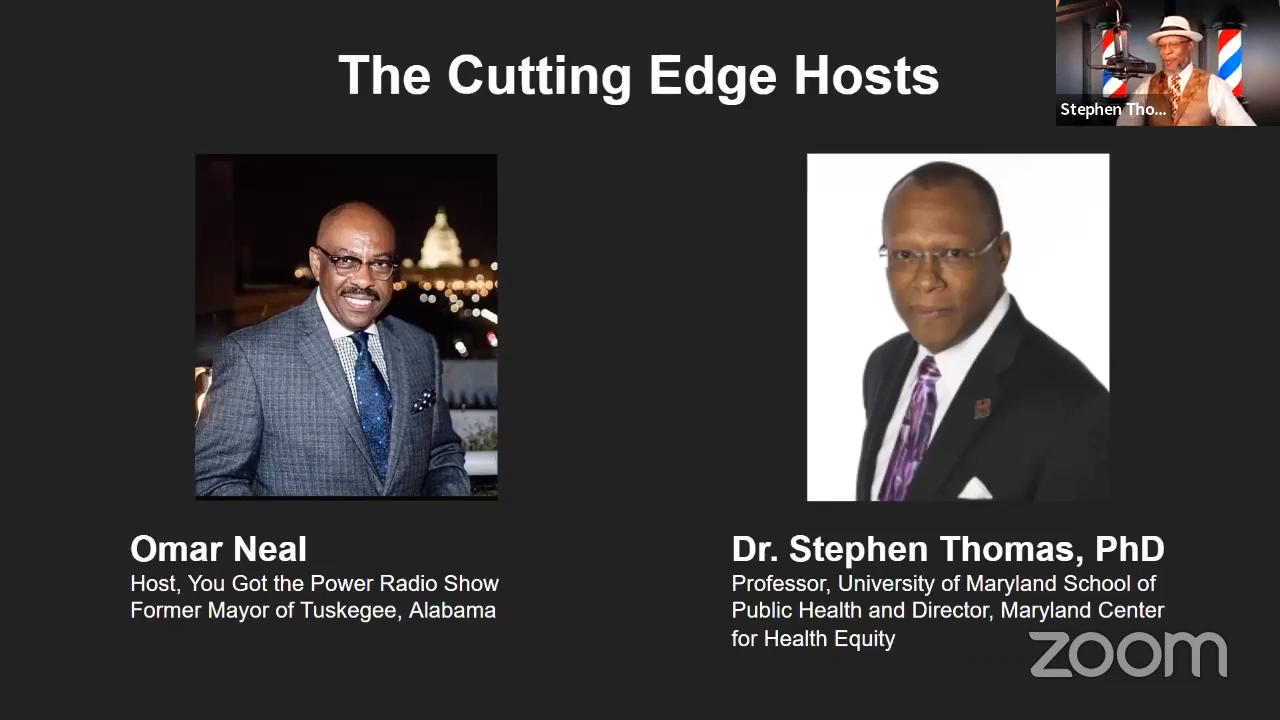 The Cutting Edge Hosts
Stephen Tho...
Omar Neal
Host, You Got the Power Radio Show
Former Mayor of Tuskegee, Alabama
Dr. Stephen Thomas, PhD
Professor, University of Maryland School of
Public Health and Director, Maryland Center
for Health Equity
zoom